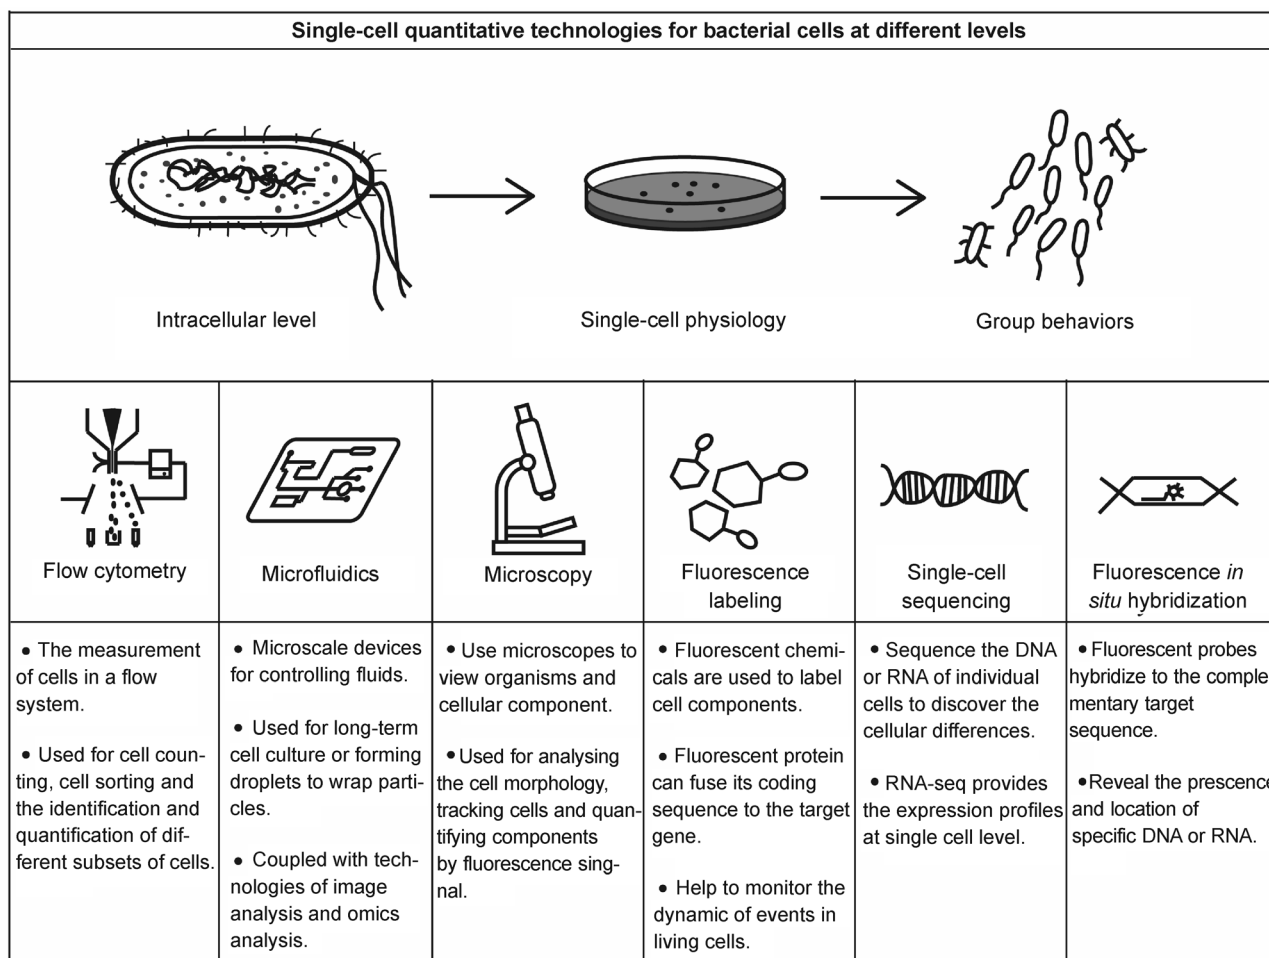 Single-cell quantitative technologies for bacterial cells at different levels
Intracellular level
Single-cell physiology
Group behaviors
Flow cytometry
Microfluidics
Microscopy
Fluorescence
labeling
Single-cell
sequencing
Fluorescence in
situ hybridization
• The measurement
of cells in a flow
system.
• Used for cell coun-
ting, cell sorting and
the identification and
quantification of dif-
ferent subsets of cells.
• Microscale devices
for controlling fluids.
• Used for long-term
cell culture or forming
droplets to wrap parti-
cles.
• Coupled with tech-
nologies of image
analysis and omics
analysis.
• Use microscopes to
view organisms and
cellular component.
• Used for analysing
the cell morphology,
tracking cells and quan-
tifying components
by fluorescence sing-
nal.
• Fluorescent chemi-
cals are used to label
cell components.
• Fluorescent protein
can fuse its coding
sequence to the target
gene.
• Help to monitor the
dynamic of events in
living cells.
• Sequence the DNA
or RNA of individual
cells to discover the
cellular differences.
• RNA-seq provides
the expression profiles
at single cell level.
• Fluorescent probes
hybridize to the comple
mentary target
sequence.
• Reveal the prescence
and location of
specific DNA or RNA.